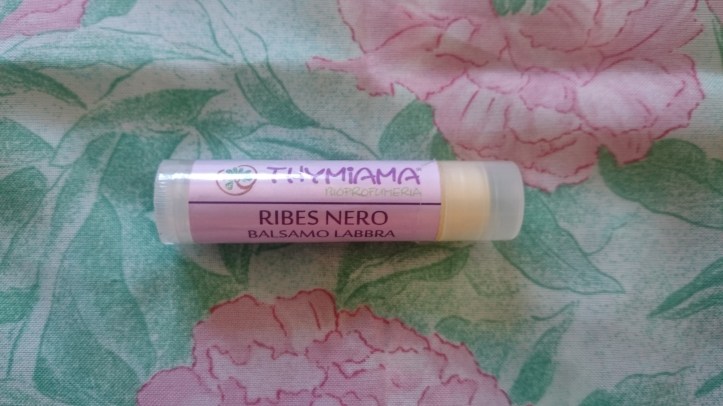 THYMIAMA
BIOPROFUMERIA
RIBES NERO
BALSAMO LABBRA